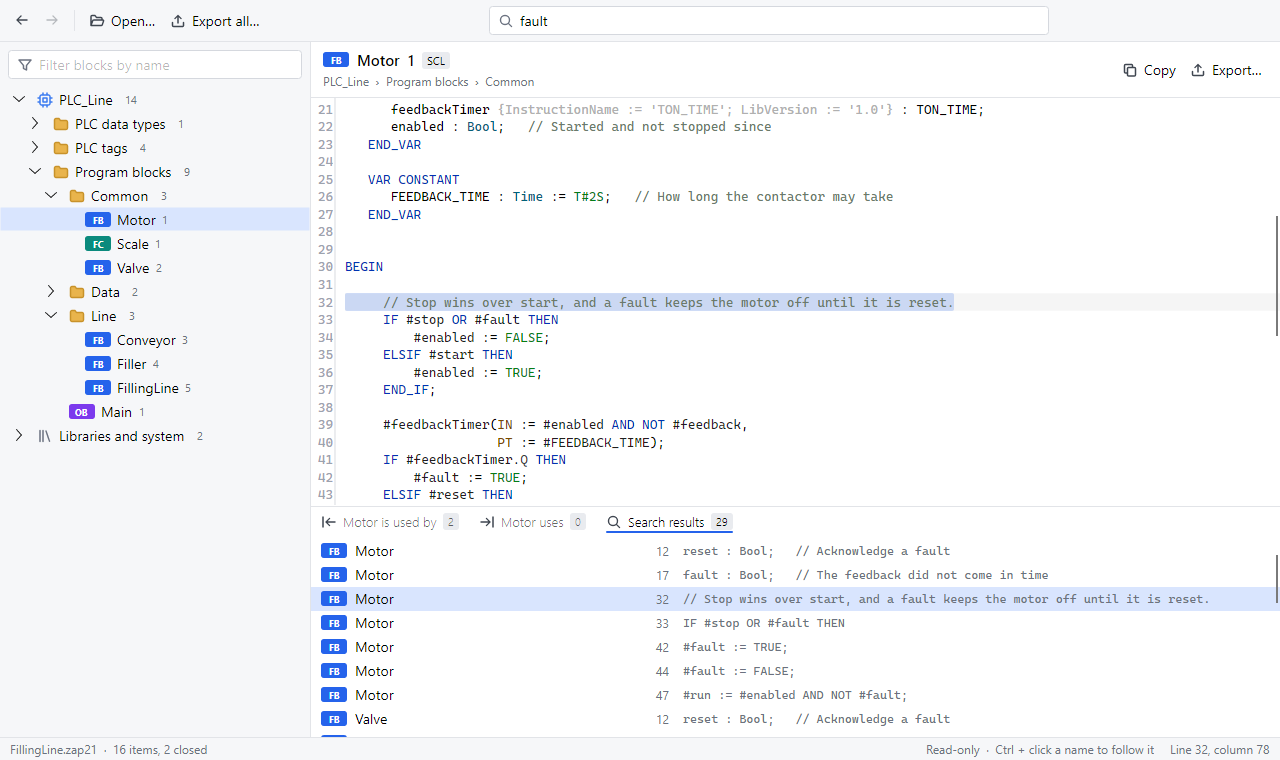 Open...
Export all...
fault
Filter blocks by name
PLC_Line 14
PLC data types 1
PLC tags 4
Program blocks 9
Common 3
FB Motor 1
FC Scale 1
FB Valve 2
Data 2
Line 3
FB Conveyor 3
FB Filler 4
FB FillingLine 5
OB Main 1
Libraries and system 2
FB Motor 1 SCL
PLC_Line › Program blocks › Common
Copy
Export...
21 feedbackTimer {InstructionName := 'TON_TIME'; LibVersion := '1.0'} : TON_TIME;
22 enabled : Bool; // Started and not stopped since
23 END_VAR
24
25 VAR CONSTANT
26 FEEDBACK_TIME : Time := T#2S; // How long the contactor may take
27 END_VAR
28
29
30 BEGIN
31
32 // Stop wins over start, and a fault keeps the motor off until it is reset.
33 IF #stop OR #fault THEN
34 #enabled := FALSE;
35 ELSIF #start THEN
36 #enabled := TRUE;
37 END_IF;
38
39 #feedbackTimer(IN := #enabled AND NOT #feedback,
40 PT := #FEEDBACK_TIME);
41 IF #feedbackTimer.Q THEN
42 #fault := TRUE;
43 ELSIF #reset THEN
Motor is used by 2
Motor uses 0
Search results 29
FB Motor 12 reset : Bool; // Acknowledge a fault
FB Motor 17 fault : Bool; // The feedback did not come in time
FB Motor 32 // Stop wins over start, and a fault keeps the motor off until it is reset.
FB Motor 33 IF #stop OR #fault THEN
FB Motor 42 #fault := TRUE;
FB Motor 44 #fault := FALSE;
FB Motor 47 #run := #enabled AND NOT #fault;
FB Valve 12 reset : Bool; // Acknowledge a fault
FillingLine.zap21 · 16 items, 2 closed
Read-only · Ctrl + click a name to follow it
Line 32, column 78